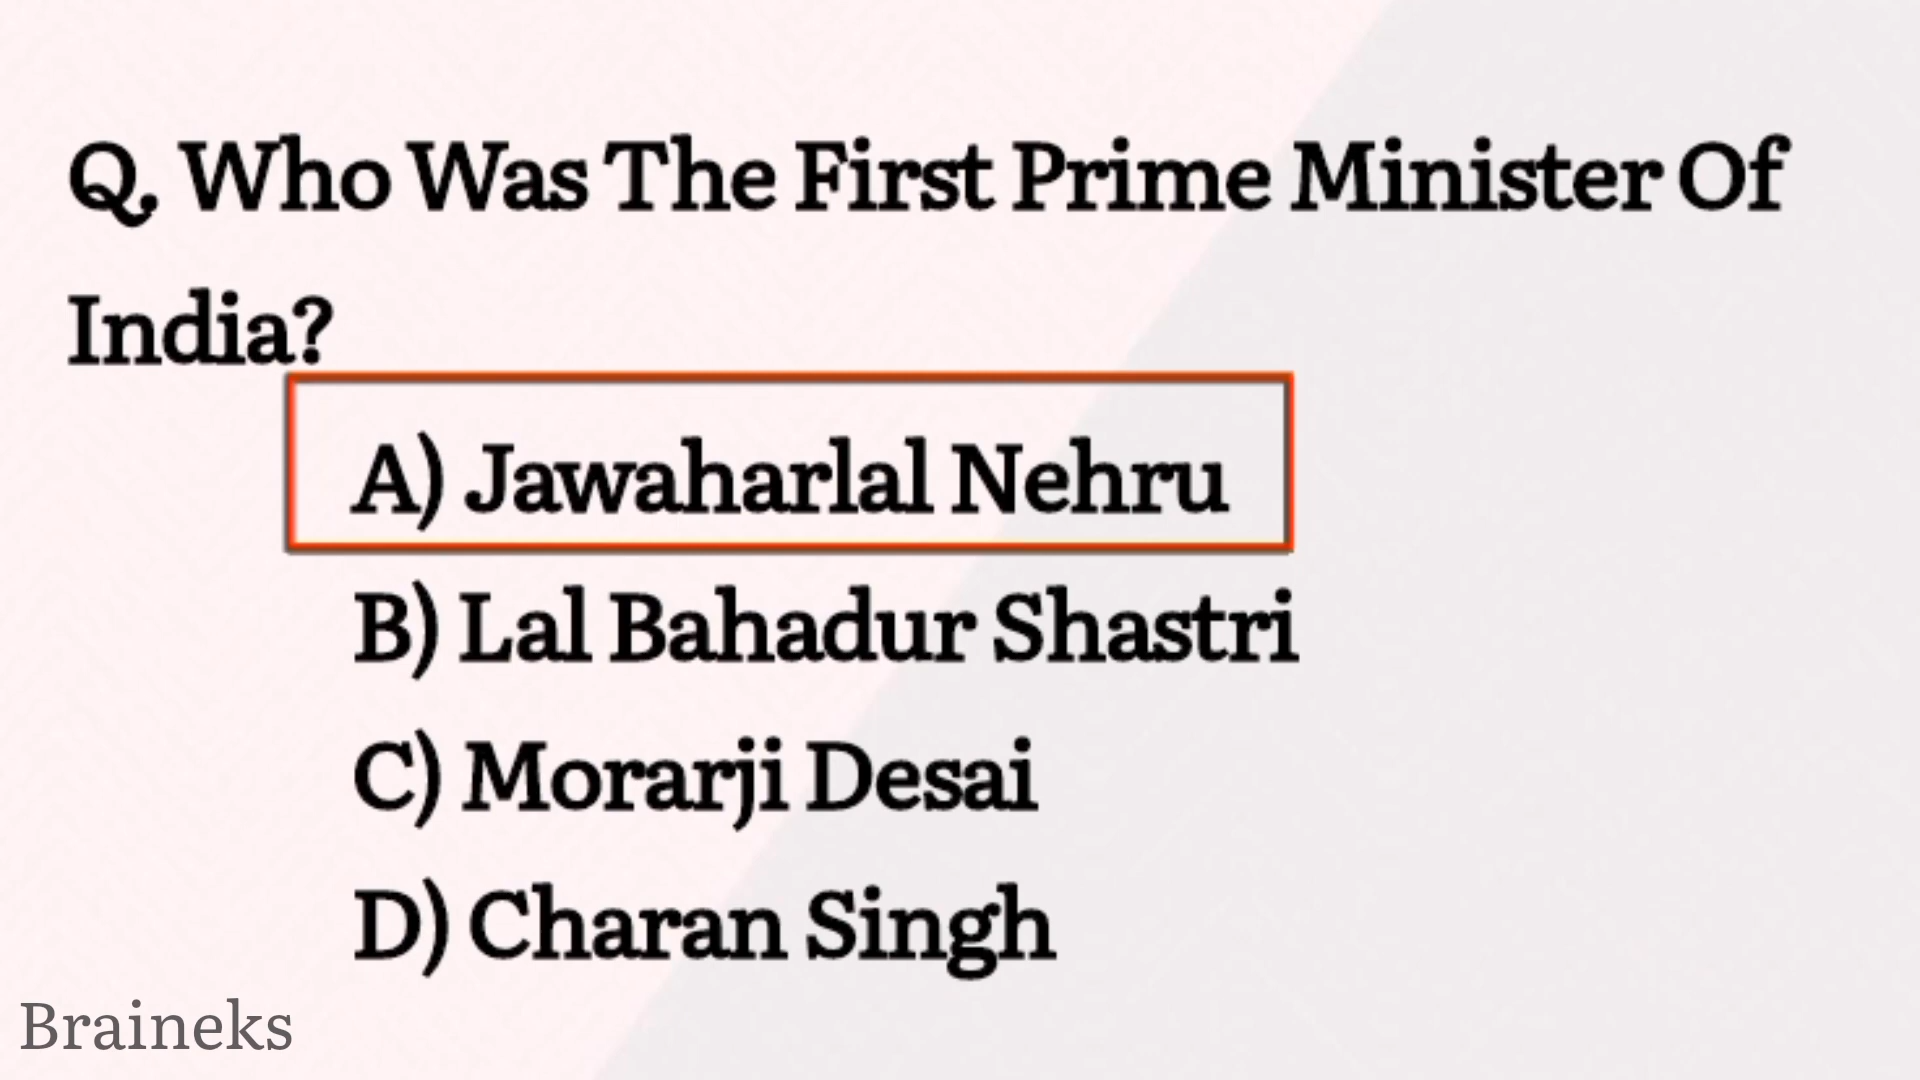 Q. Who Was The First Prime Minister Of
India?
A) Jawaharlal Nehru
B) Lal Bahadur Shastri
C) Morarji Desai
D) Charan Singh
Braineks